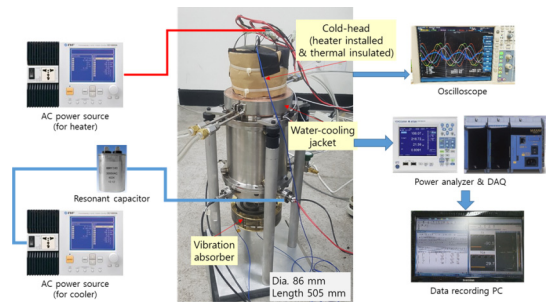 Cold-head
(heater installed
& thermal insulated)
AC power source
(for heater)
Oscilloscope
Water-cooling
jacket
Resonant capacitor
Power analyzer & DAQ
Vibration
absorber
AC power source
(for cooler)
Dia. 86 mm
Length 505 mm
Data recording PC